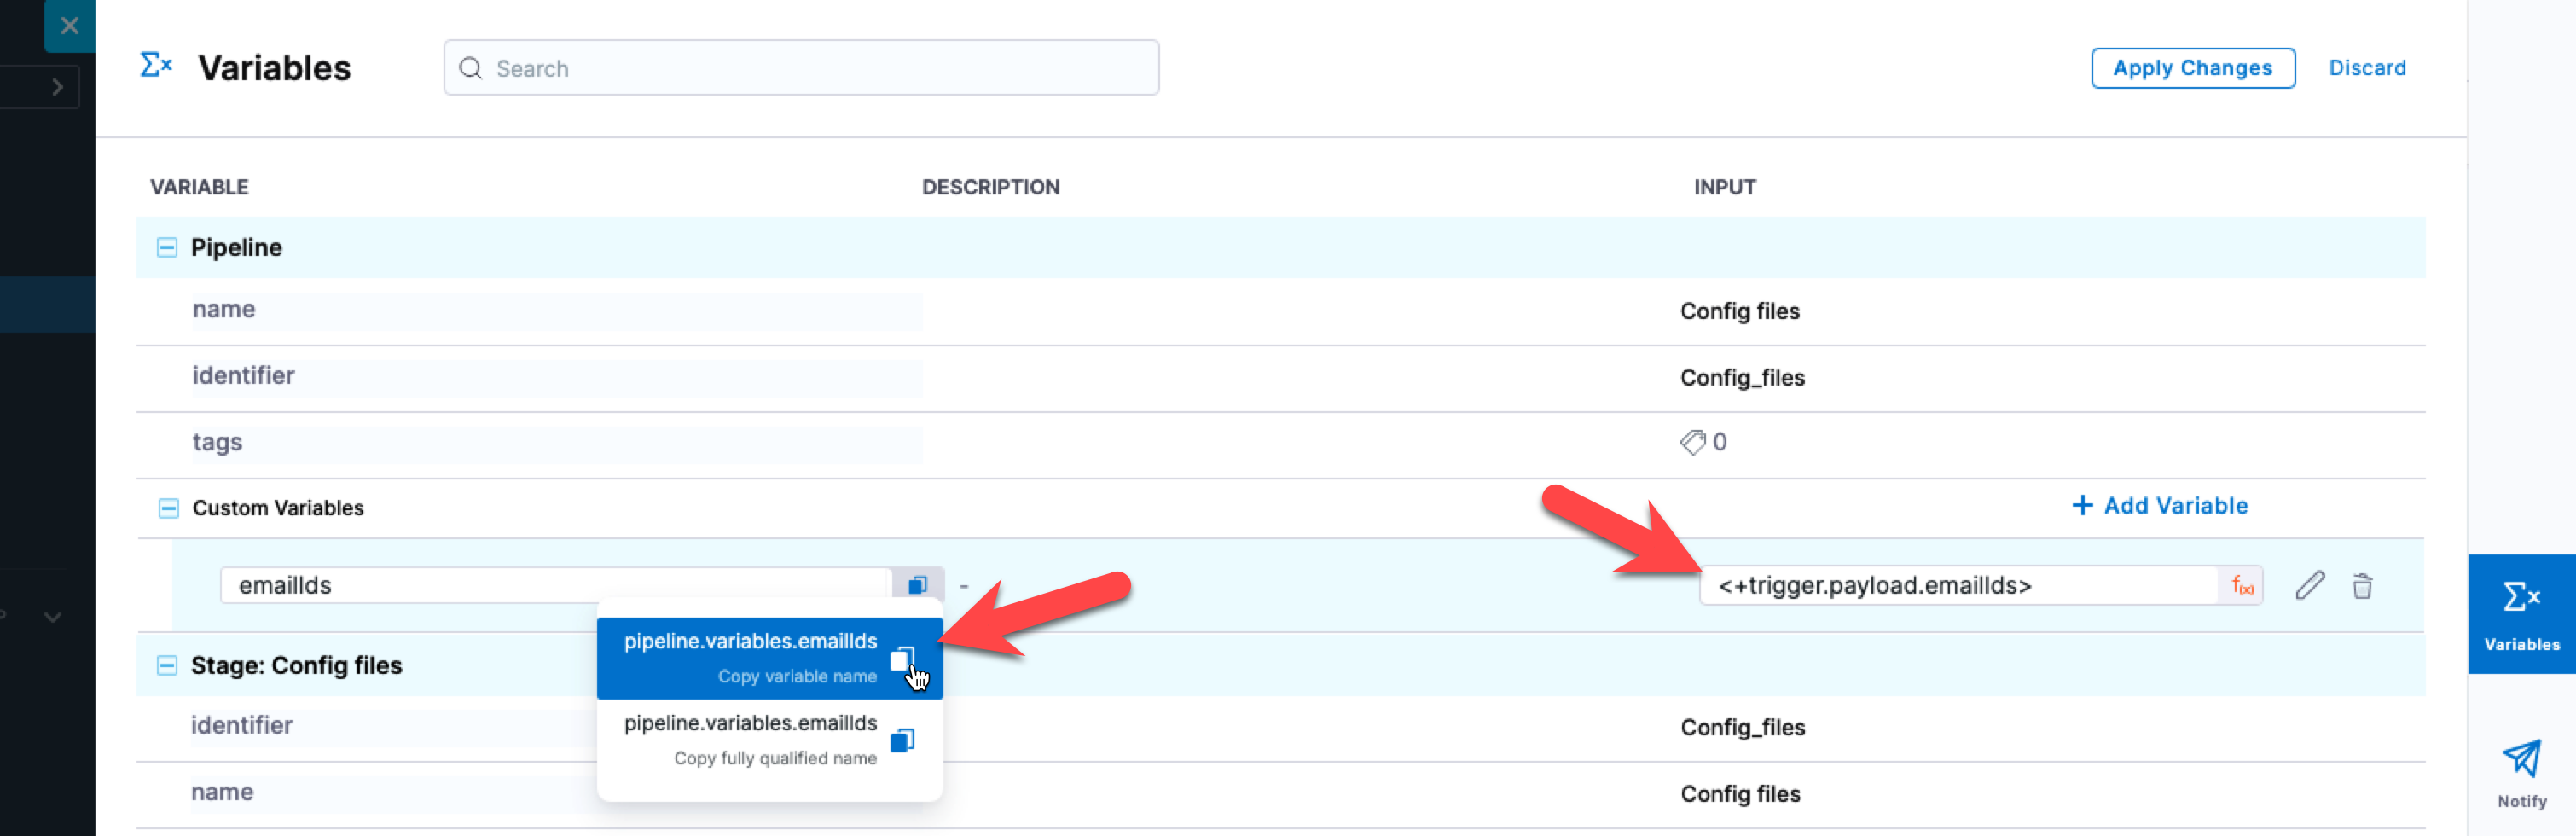 Σx Variables
Search
Apply Changes
Discard
VARIABLE
DESCRIPTION
INPUT
Pipeline
name
Config files
identifier
Config_files
tags
0
Custom Variables
+ Add Variable
emailIds
-
<+trigger.payload.emailIds>
f(x)
pipeline.variables.emailIds
Copy variable name
pipeline.variables.emailIds
Copy fully qualified name
Stage: Config files
identifier
Config_files
name
Config files
Σx
Variables
Notify